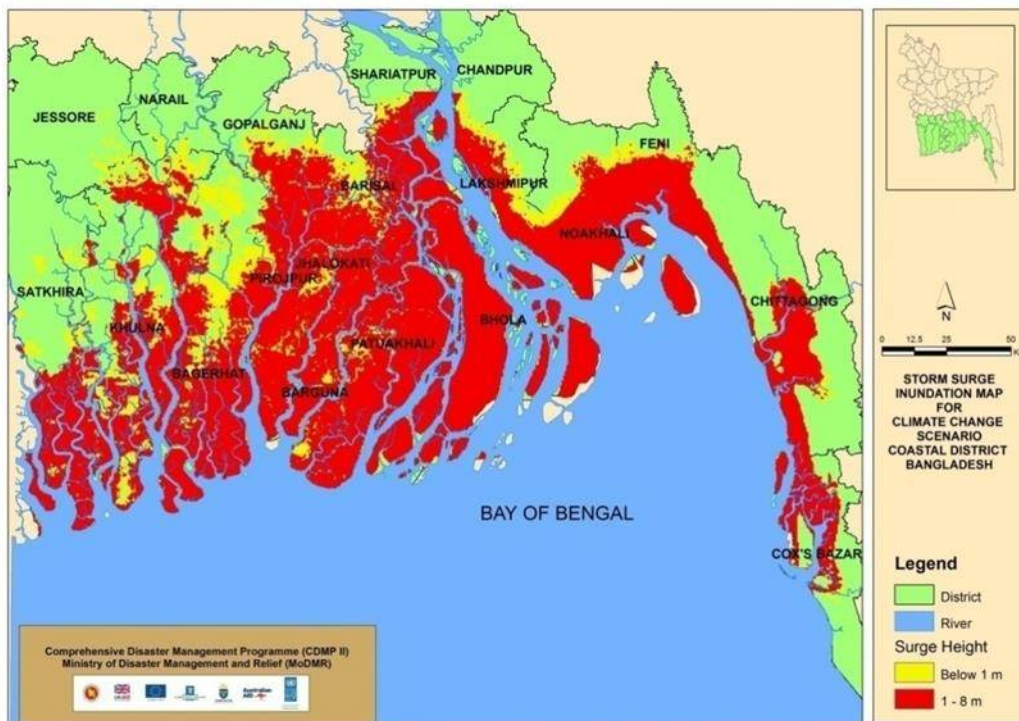 SHARIATPUR
CHANDPUR
NARAIL
JESSORE
GOPALGANJ
FENI
BARISAL
LAKSHMIPUR
NOAKHALI
JHALOKATI
PIROJPUR
SATKHIRA
CHITTAGONG
KHULNA
BHOLA
PATUAKHALI
BAGERHAT
BARGUNA
BAY OF BENGAL
COX'S BAZAR
Comprehensive Disaster Management Programme (CDMP II)
Ministry of Disaster Management and Relief (MoDMR)
UKaid
Australian
AID
N
0 12.5 25 50
STORM SURGE
INUNDATION MAP
FOR
CLIMATE CHANGE
SCENARIO
COASTAL DISTRICT
BANGLADESH
Legend
District
River
Surge Height
Below 1 m
1 - 8 m